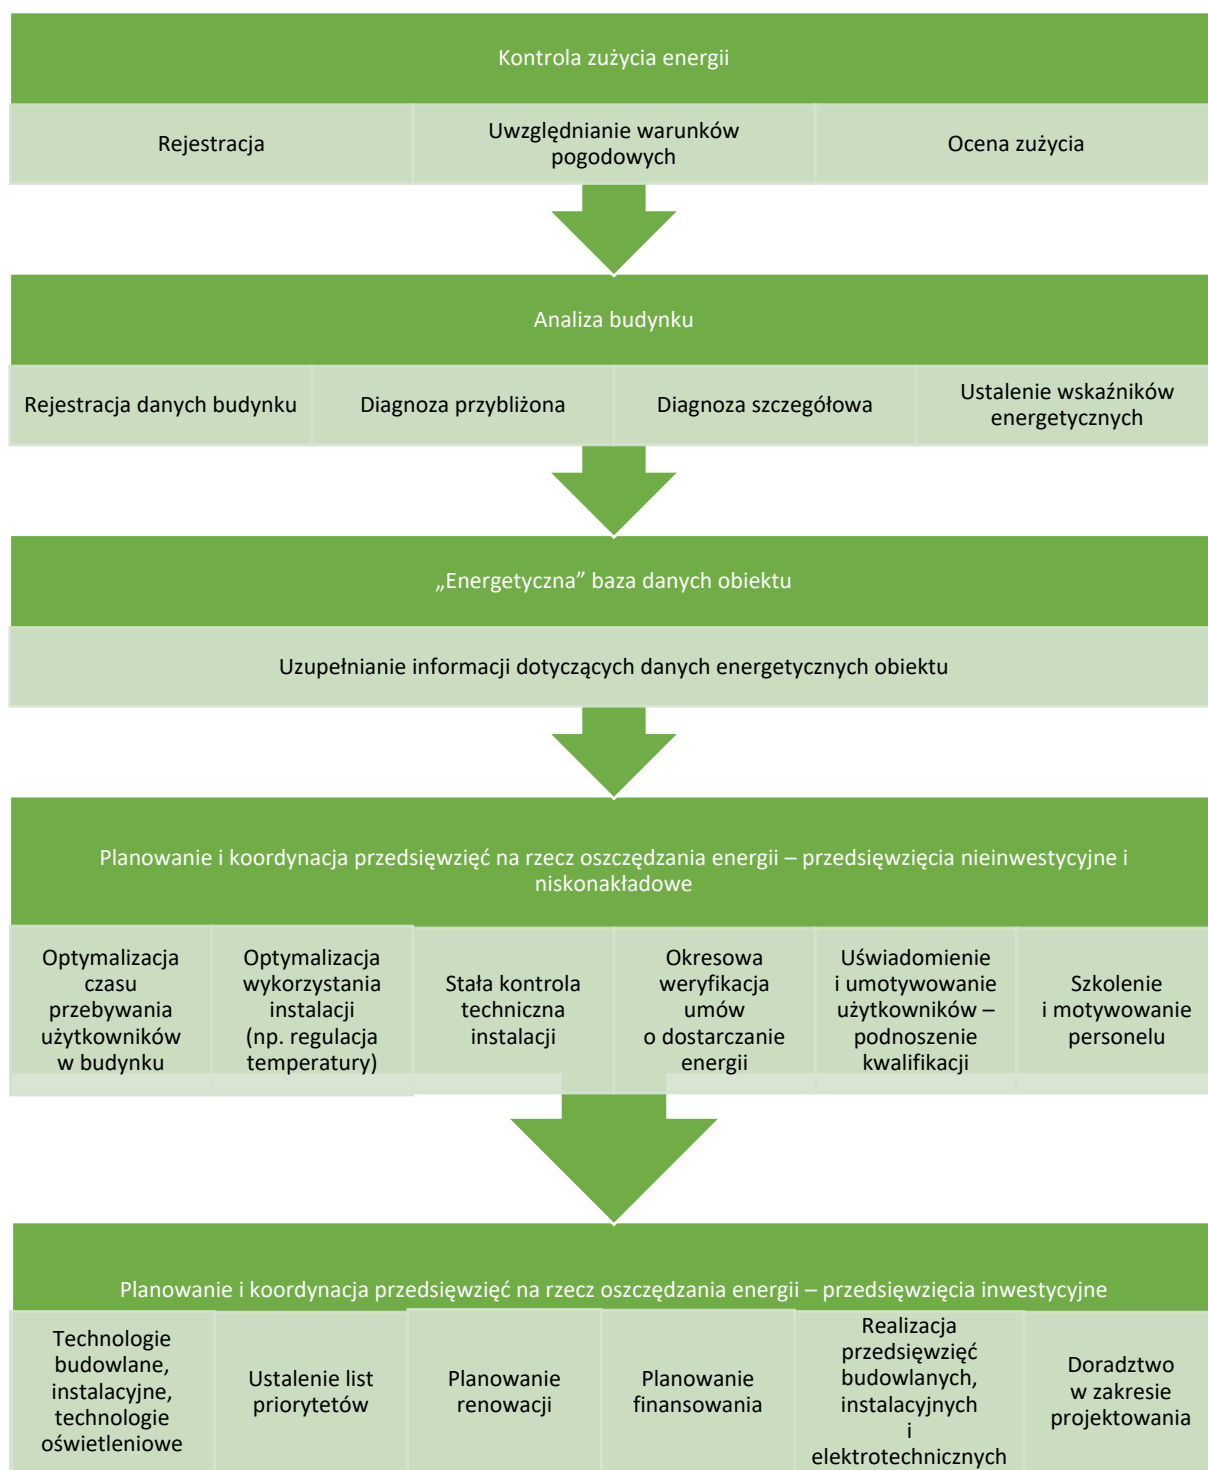 Kontrola zużycia energii
Rejestracja
Uwzględnianie warunków
pogodowych
Ocena zużycia
Analiza budynku
Rejestracja danych budynku
Diagnoza przybliżona
Diagnoza szczegółowa
Ustalenie wskaźników
energetycznych
„Energetyczna” baza danych obiektu
Uzupełnianie informacji dotyczących danych energetycznych obiektu
Planowanie i koordynacja przedsięwzięć na rzecz oszczędzania energii – przedsięwzięcia nieinwestycyjne i
niskonakładowe
Optymalizacja
czasu
przebywania
użytkowników
w budynku
Optymalizacja
wykorzystania
instalacji
(np. regulacja
temperatury)
Stała kontrola
techniczna
instalacji
Okresowa
weryfikacja
umów
o dostarczanie
energii
Uświadomienie
i umotywowanie
użytkowników –
podnoszenie
kwalifikacji
Szkolenie
i motywowanie
personelu
Planowanie i koordynacja przedsięwzięć na rzecz oszczędzania energii – przedsięwzięcia inwestycyjne
Technologie
budowlane,
instalacyjne,
technologie
oświetleniowe
Ustalenie list
priorytetów
Planowanie
renowacji
Planowanie
finansowania
Realizacja
przedsięwzięć
budowlanych,
instalacyjnych
i
elektrotechnicznych
Doradztwo
w zakresie
projektowania